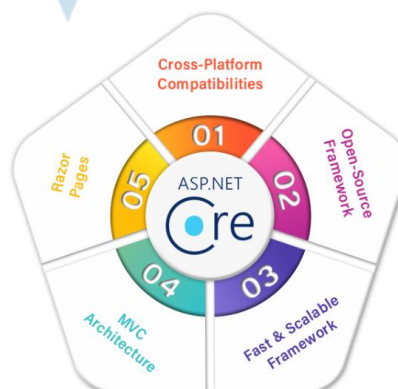 Cross-Platform
Compatibilities
01
Open-Source
Framework
02
Fast & Scalable
Framework
03
MVC
Architecture
04
Razor
Pages
05
ASP.NET
Core